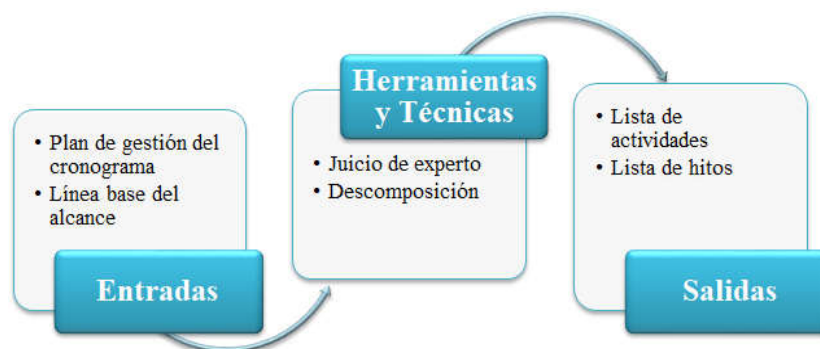 • Plan de gestión del
cronograma
• Línea base del
alcance
Entradas
Herramientas
y Técnicas
• Juicio de experto
• Descomposición
• Lista de
actividades
• Lista de hitos
Salidas